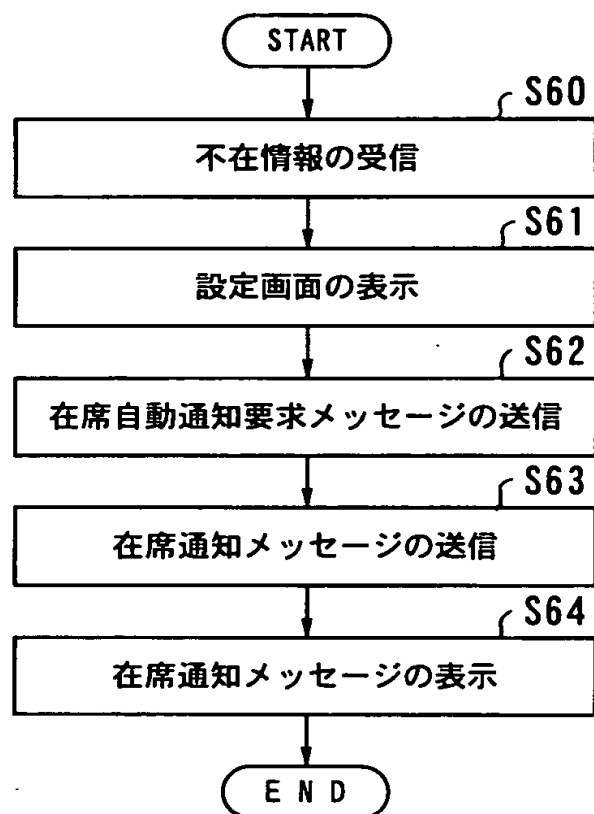 START
S60
不在情報の受信
S61
設定画面の表示
S62
在席自動通知要求メッセージの送信
S63
在席通知メッセージの送信
S64
在席通知メッセージの表示
END